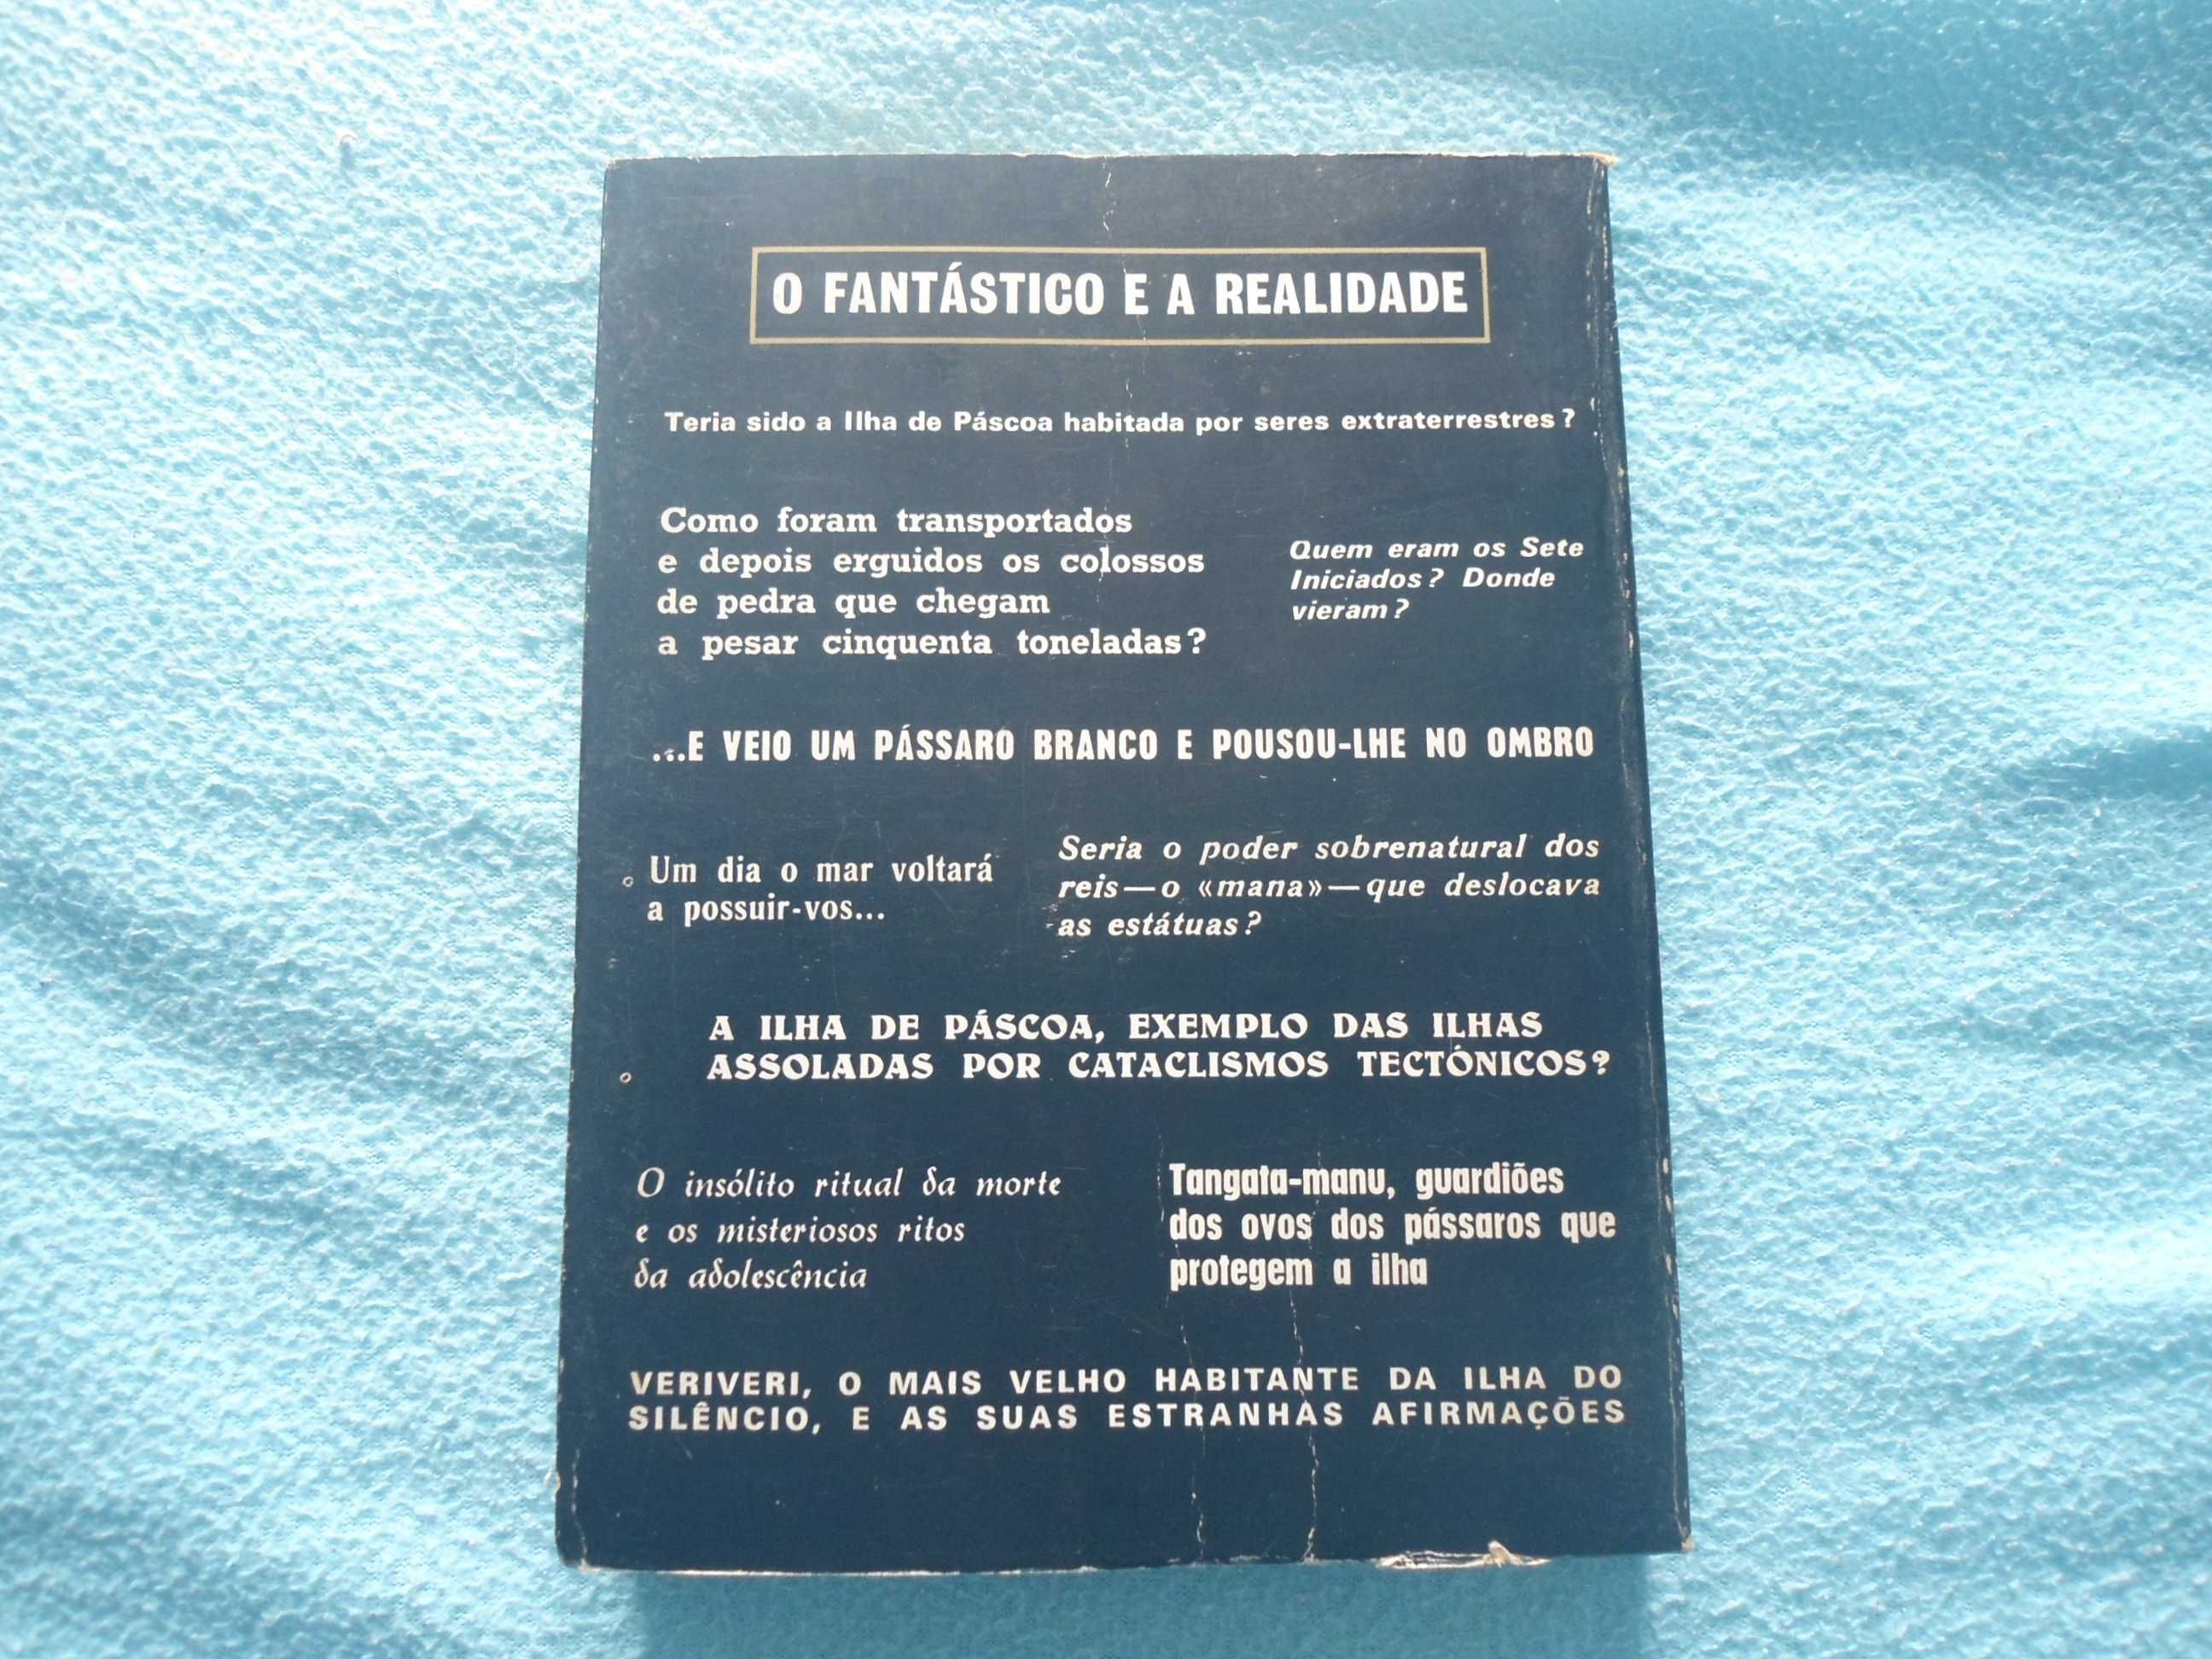 O FANTÁSTICO E A REALIDADE
Teria sido a Ilha de Páscoa habitada por seres extraterrestres?
Como foram transportados
e depois erguidos os colossos
de pedra que chegam
a pesar cinquenta toneladas?
Quem eram os Sete
Iniciados? Donde
vieram?
...E VEIO UM PÁSSARO BRANCO E POUSOU-LHE NO OMBRO
Um dia o mar voltará
a possuir-vos...
Seria o poder sobrenatural dos
reis—o «mana»—que deslocava
as estátuas?
A ILHA DE PÁSCOA, EXEMPLO DAS ILHAS
ASSOLADAS POR CATACLISMOS TECTÓNICOS?
O insólito ritual da morte
e os misteriosos ritos
da adolescência
Tangata-manu, guardiões
dos ovos dos pássaros que
protegem a ilha
VERIVERI, O MAIS VELHO HABITANTE DA ILHA DO
SILÊNCIO, E AS SUAS ESTRANHAS AFIRMAÇÕES